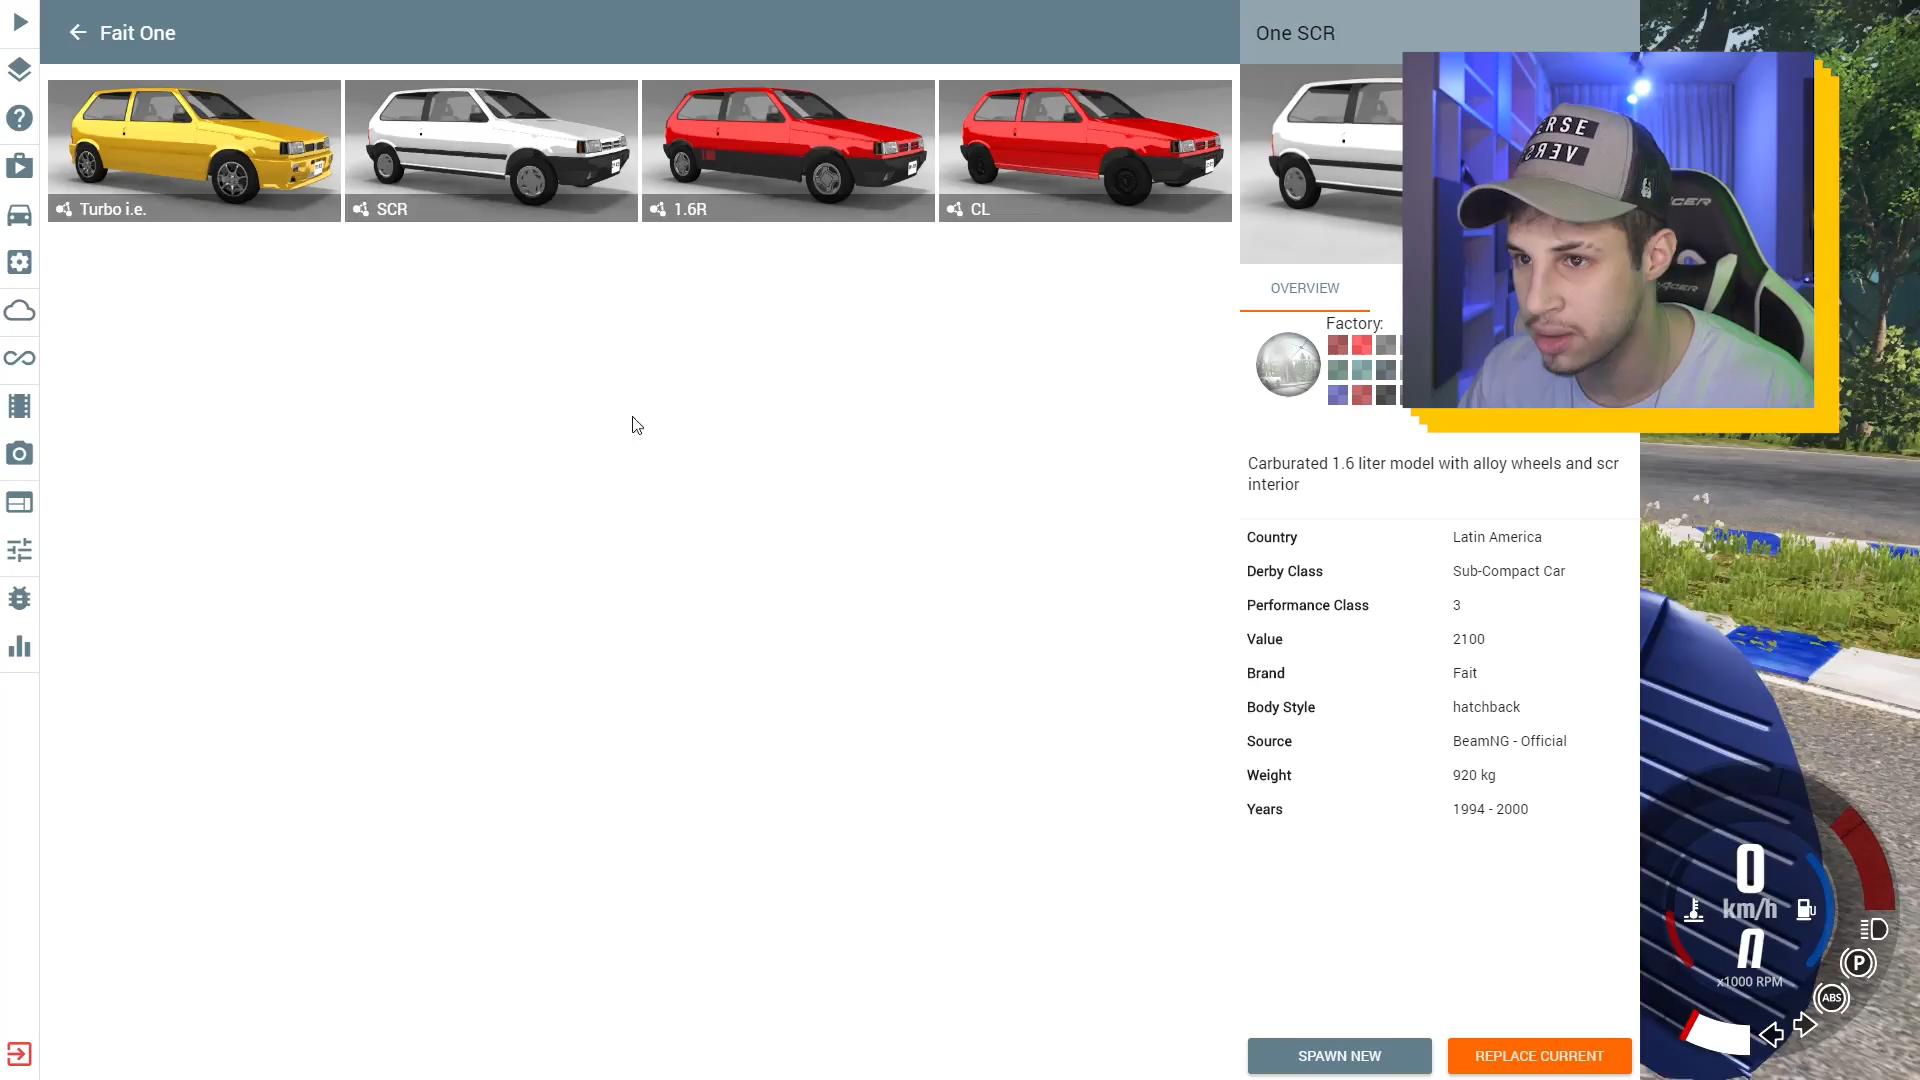 Fait One
Turbo i.e.
SCR
1.6R
CL
One SCR
OVERVIEW
Factory:
Carburated 1.6 liter model with alloy wheels and scr
interior
Country Latin America
Derby Class Sub-Compact Car
Performance Class 3
Value 2100
Brand Fait
Body Style hatchback
Source BeamNG - Official
Weight 920 kg
Years 1994 - 2000
SPAWN NEW
REPLACE CURRENT
0
km/h
n
x1000 RPM
P
ABS